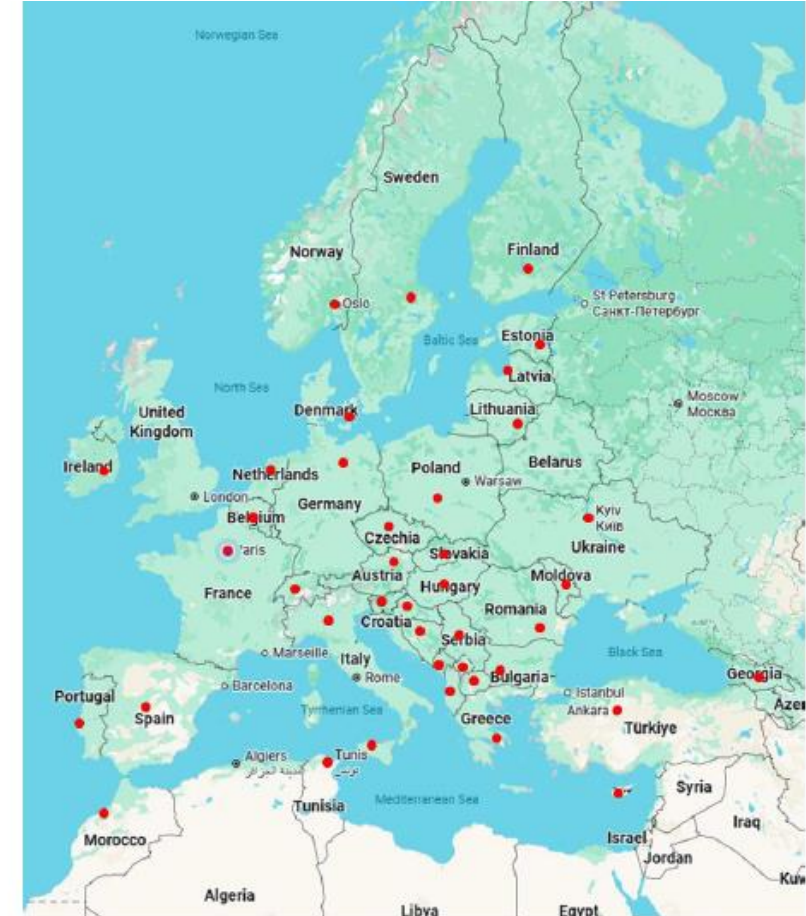 Norwegian Sea
Sweden
Norway
Finland
Oslo
St Petersburg
Санкт-Петербург
Estonia
Baltic Sea
Latvia
North Sea
Moscow
Москва
Denmark
Lithuania
United
Kingdom
Ireland
Netherlands
Poland
Belarus
Warsaw
London
Germany
Belgium
Kyiv
Київ
Czechia
Ukraine
Slovakia
'aris
Austria
Moldova
Hungary
France
Romania
Croatia
Serbia
Marseille
Italy
Black Sea
Rome
Bulgaria
Georgia
Barcelona
Portugal
Istanbul
Spain
Tyrrhenian Sea
Greece
Ankara
Azer
Türkiye
Algiers
Tunis
تونس
Syria
Mediterranean Sea
Tunisia
Iraq
Morocco
Israel
Jordan
Kuw
Algeria
Libya
Egypt